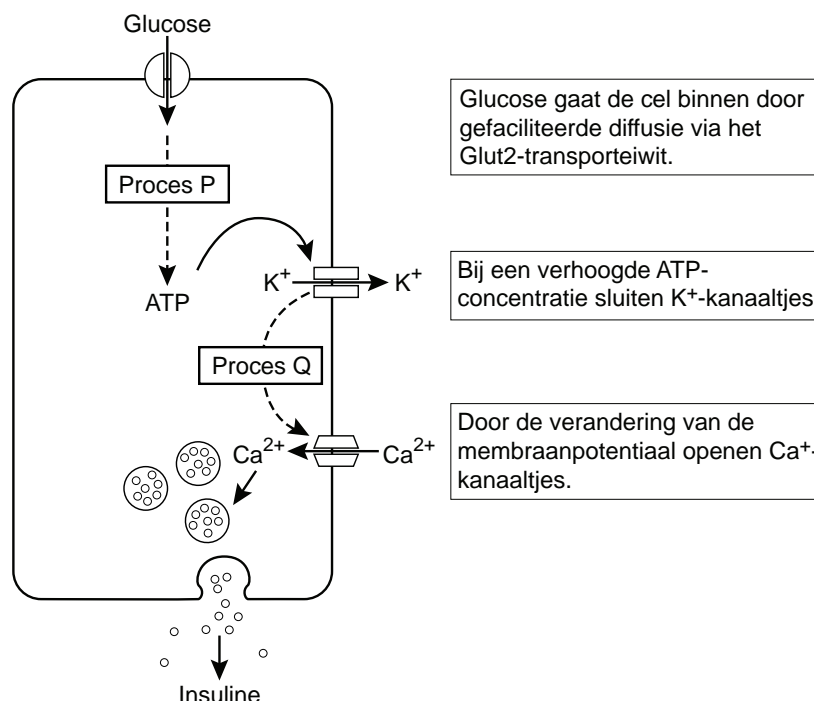 Glucose
Glucose gaat de cel binnen door
gefaciliteerde diffusie via het
Glut2-transporteiwit.
Proces P
ATP
K+
K+
Bij een verhoogde ATP-
concentratie sluiten K+-kanaaltjes
Proces Q
Ca2+
Ca2+
Door de verandering van de
membraanpotentiaal openen Ca+-
kanaaltjes.
Insuline